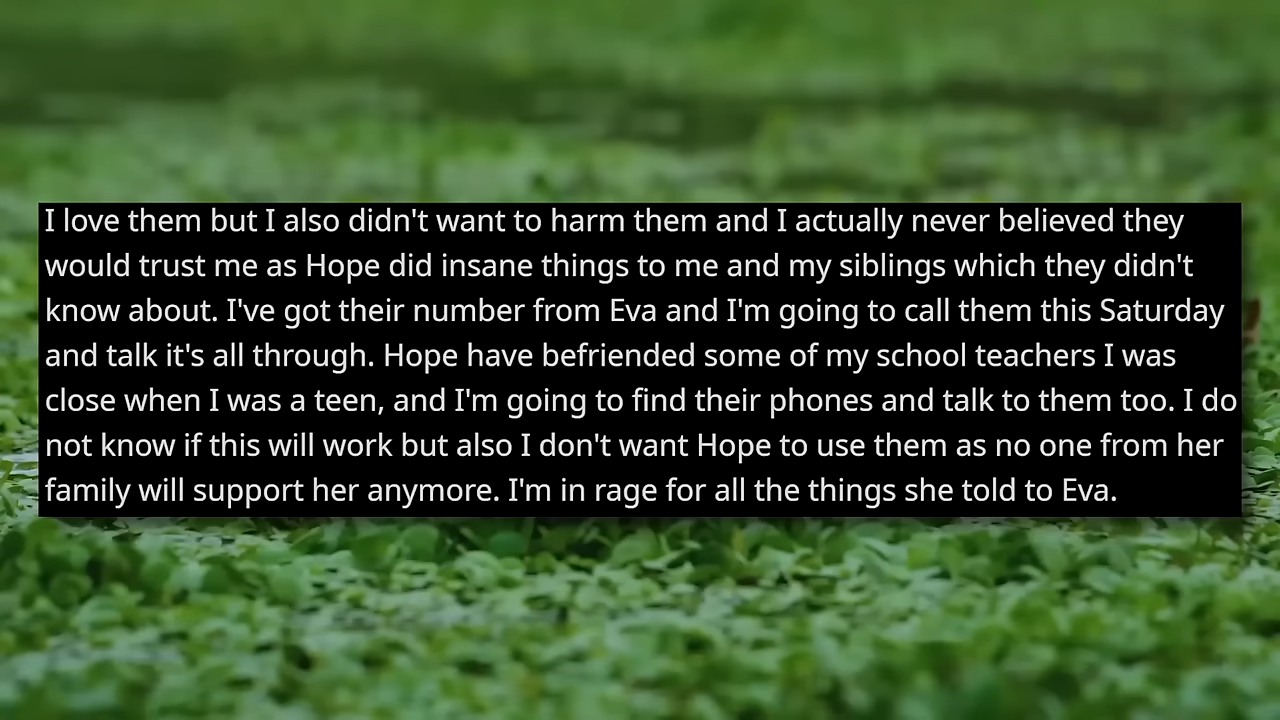 I love them but I also didn't want to harm them and I actually never believed they
would trust me as Hope did insane things to me and my siblings which they didn't
know about. I've got their number from Eva and I'm going to call them this Saturday
and talk it's all through. Hope have befriended some of my school teachers I was
close when I was a teen, and I'm going to find their phones and talk to them too. I do
not know if this will work but also I don't want Hope to use them as no one from her
family will support her anymore. I'm in rage for all the things she told to Eva.